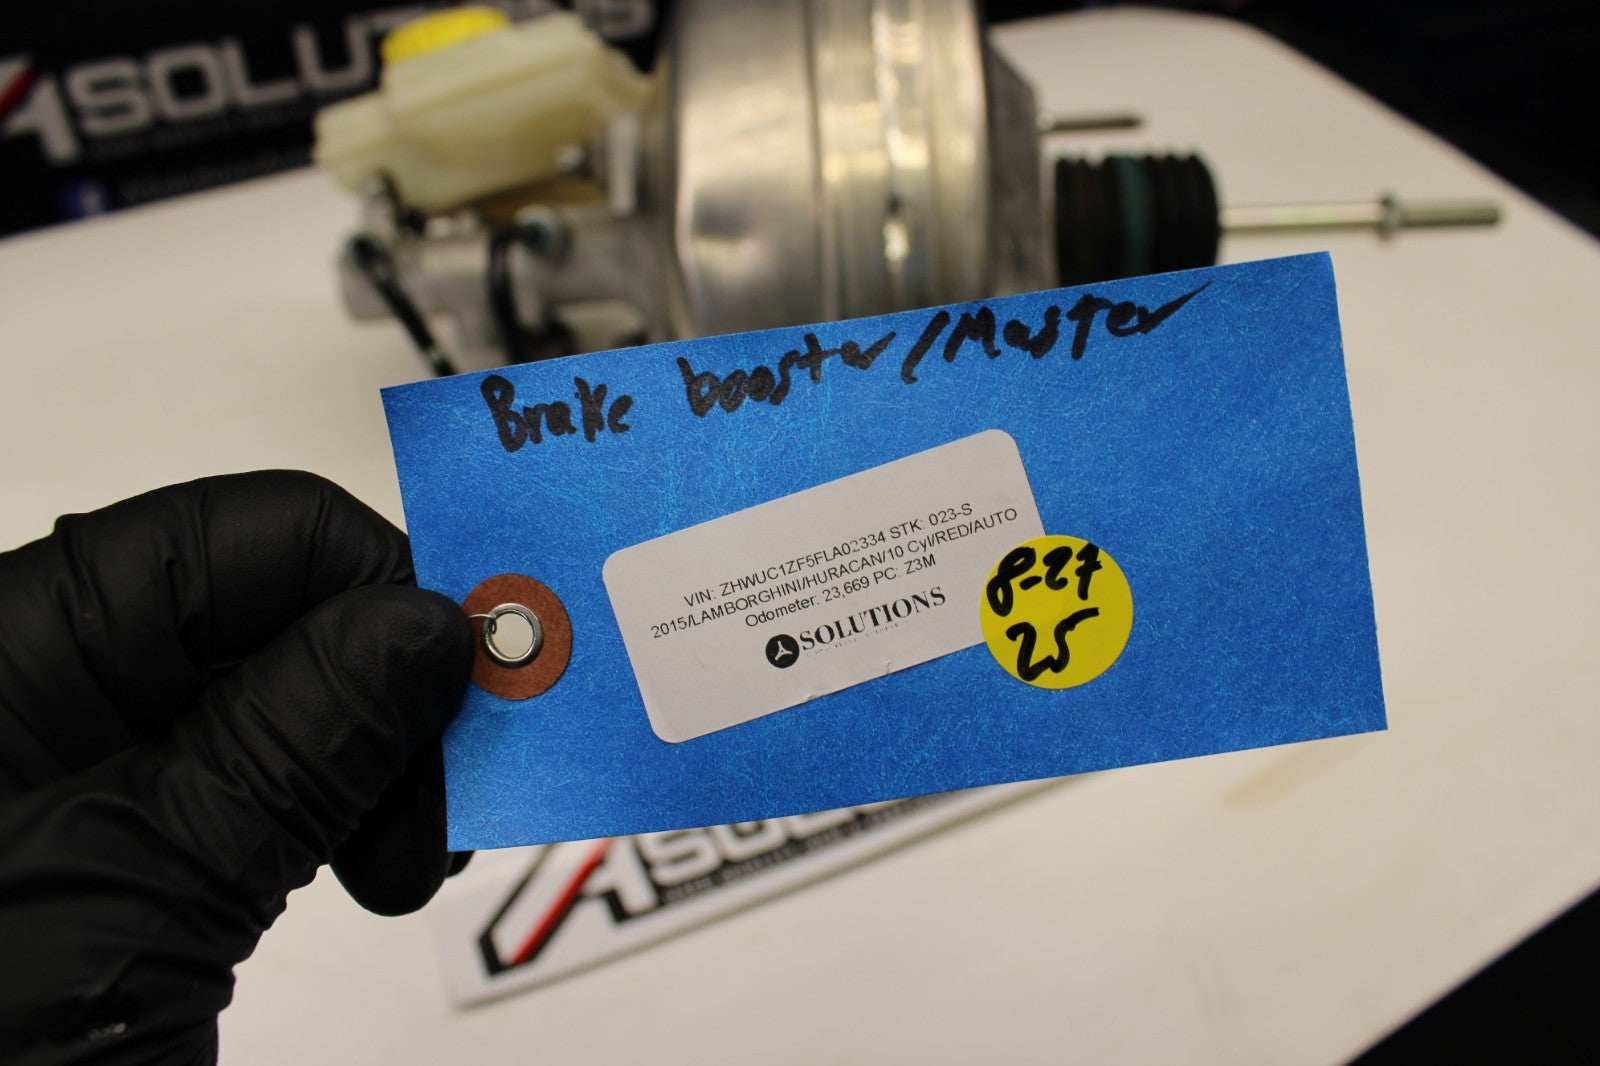 SOLUTIONS
Brake booster/Master
VIN: ZHWUC1ZF5FLA02334 STK: 023-S
2015/LAMBORGHINI/HURACAN/10 Cyl/RED/AUTO
Odometer: 23,669 PC: Z3M
SOLUTIONS
8-27
25